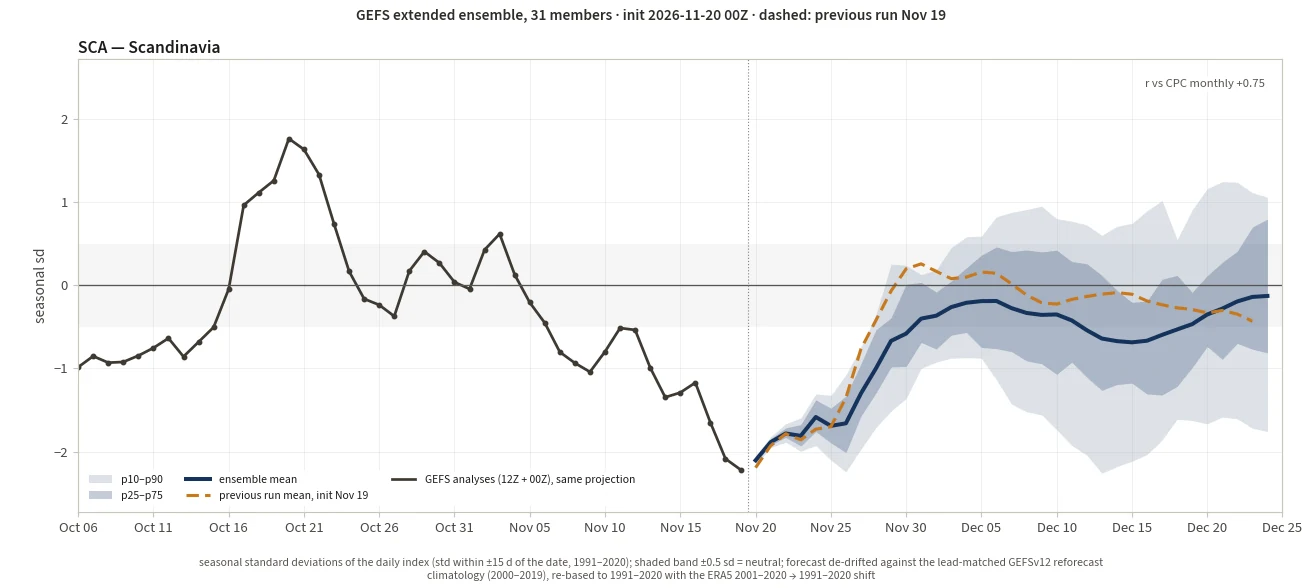 GEFS extended ensemble, 31 members · init 2026-11-20 00Z · dashed: previous run Nov 19
SCA — Scandinavia
r vs CPC monthly +0.75
seasonal sd
2
1
0
−1
−2
p10–p90
p25–p75
ensemble mean
previous run mean, init Nov 19
GEFS analyses (12Z + 00Z), same projection
Oct 06 Oct 11 Oct 16 Oct 21 Oct 26 Oct 31 Nov 05 Nov 10 Nov 15 Nov 20 Nov 25 Nov 30 Dec 05 Dec 10 Dec 15 Dec 20 Dec 25
seasonal standard deviations of the daily index (std within ±15 d of the date, 1991–2020); shaded band ±0.5 sd = neutral; forecast de-drifted against the lead-matched GEFSv12 reforecast
climatology (2000–2019), re-based to 1991–2020 with the ERA5 2001–2020 → 1991–2020 shift